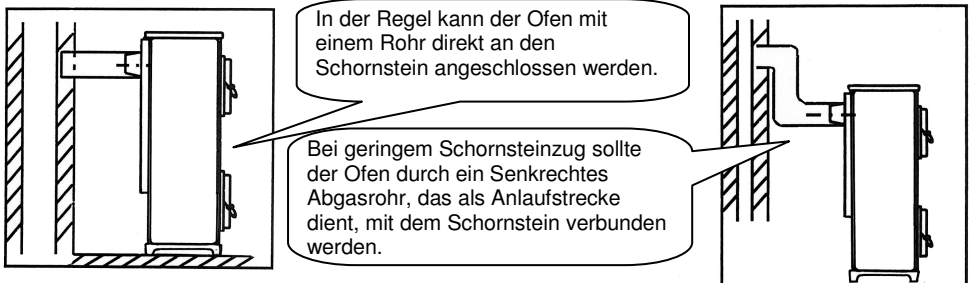 In der Regel kann der Ofen mit
einem Rohr direkt an den
Schornstein angeschlossen werden.
Bei geringem Schornsteinzug sollte
der Ofen durch ein Senkrechtes
Abgasrohr, das als Anlaufstrecke
dient, mit dem Schornstein verbunden
werden.